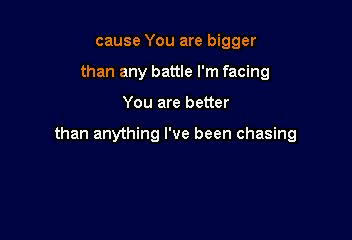 cause You are bigger
than any battle I'm facing
You are better
than anything I've been chasing